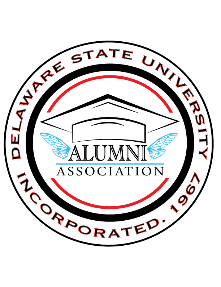 DELAWARE STATE UNIVERSITY
ALUMNI
ASSOCIATION
INCORPORATED. 1967